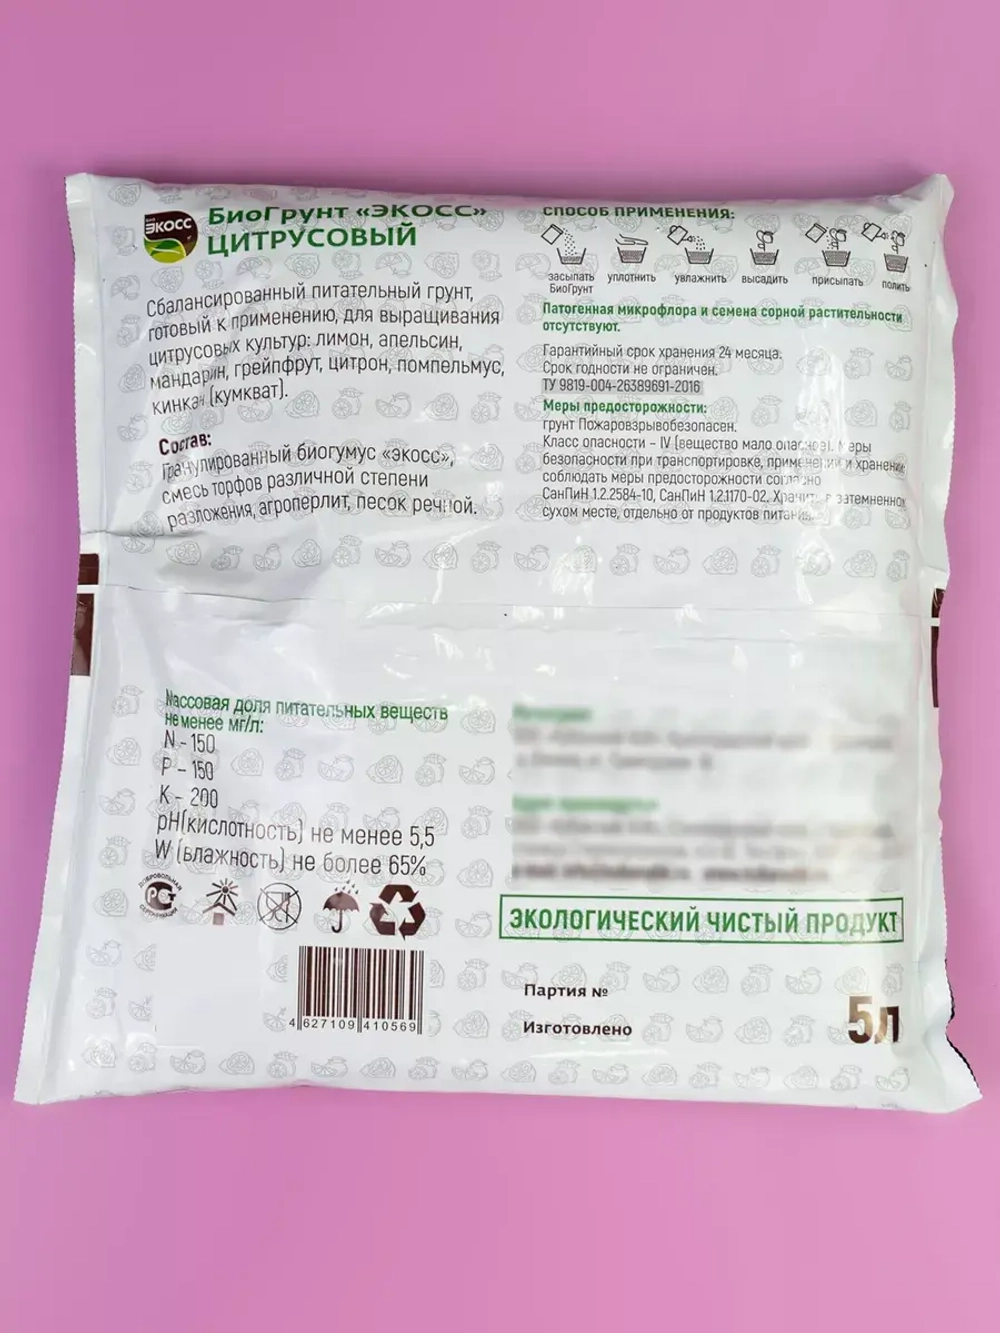 БИО
ЭКОСС
БиоГрунт «ЭКОСС»
ЦИТРУСОВЫЙ
Сбалансированный питательный грунт,
готовый к применению, для выращивания
цитрусовых культур: лимон, апельсин,
мандарин, грейпфрут, цитрон, помпельмус,
кинкан (кумкват).
Состав:
Гранулированный биогумус «экосс»,
смесь торфов различной степени
разложения, агроперлит, песок речной.
СПОСОБ ПРИМЕНЕНИЯ:
засыпать БиоГрунт
уплотнить
увлажнить
высадить
присыпать
полить
Патогенная микрофлора и семена сорной растительности
отсутствуют.
Гарантийный срок хранения 24 месяца.
Срок годности не ограничен.
ТУ 9819-004-26389691-2016
Меры предосторожности:
грунт Пожаровзрывобезопасен.
Класс опасности – IV (вещество мало опасное). Меры
безопасности при транспортировке, применении и хранении
соблюдать меры предосторожности согласно
СанПиН 1.2.2584-10, СанПин 1.2.1170-02. Хранить в затемненном
сухом месте, отдельно от продуктов питания.
Массовая доля питательных веществ
не менее мг/л:
N - 150
P – 150
K – 200
pH(кислотность) не менее 5,5
W (влажность) не более 65%
ДОБРОВОЛЬНАЯ
СЕРТИФИКАЦИЯ
4 627109 410569
ЭКОЛОГИЧЕСКИЙ ЧИСТЫЙ ПРОДУКТ
Партия №
Изготовлено
5л